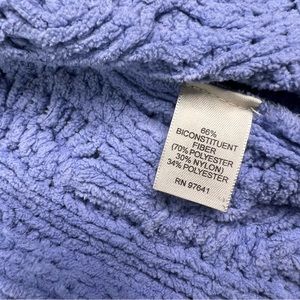 66%
BICONSTITUENT
FIBER
(70% POLYESTER
30% NYLON)
34% POLYESTER
RN 97641